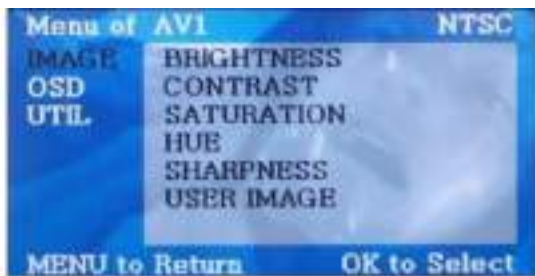 Menu of AV1 NTSC
IMAGE BRIGHTNESS
OSD CONTRAST
UTIL SATURATION
HUE
SHARPNESS
USER IMAGE
MENU to Return OK to Select